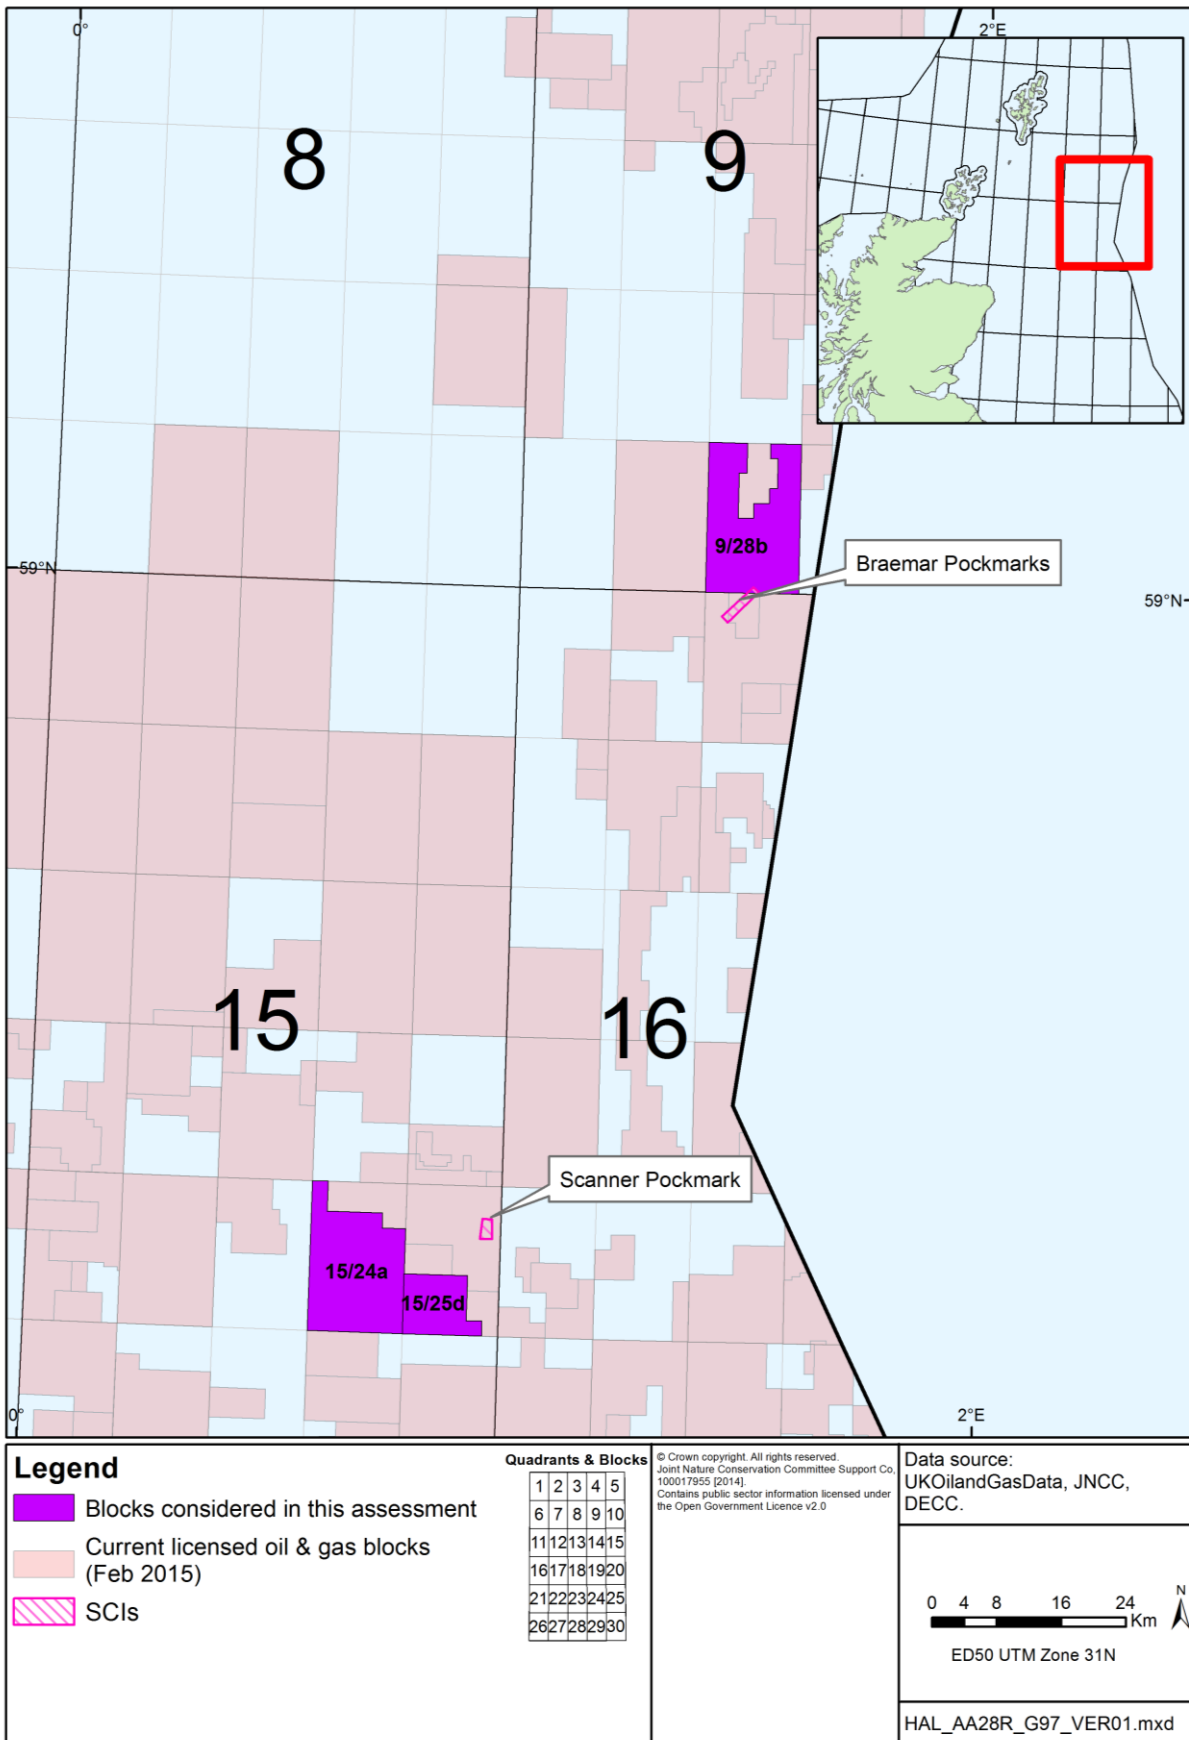 0°
2°E
8
9
9/28b
59°N
Braemar Pockmarks
59°N
15
16
Scanner Pockmark
15/24a
15/25d
0°
2°E
Legend
Blocks considered in this assessment
Current licensed oil & gas blocks
(Feb 2015)
SCIs
Quadrants & Blocks
1 2 3 4 5
6 7 8 9 10
11 12 13 14 15
16 17 18 19 20
21 22 23 24 25
26 27 28 29 30
© Crown copyright. All rights reserved.
Joint Nature Conservation Committee Support Co,
100017955 [2014].
Contains public sector information licensed under
the Open Government Licence v2.0
Data source:
UKOilandGasData, JNCC,
DECC.
0 4 8 16 24
Km
N
ED50 UTM Zone 31N
HAL_AA28R_G97_VER01.mxd